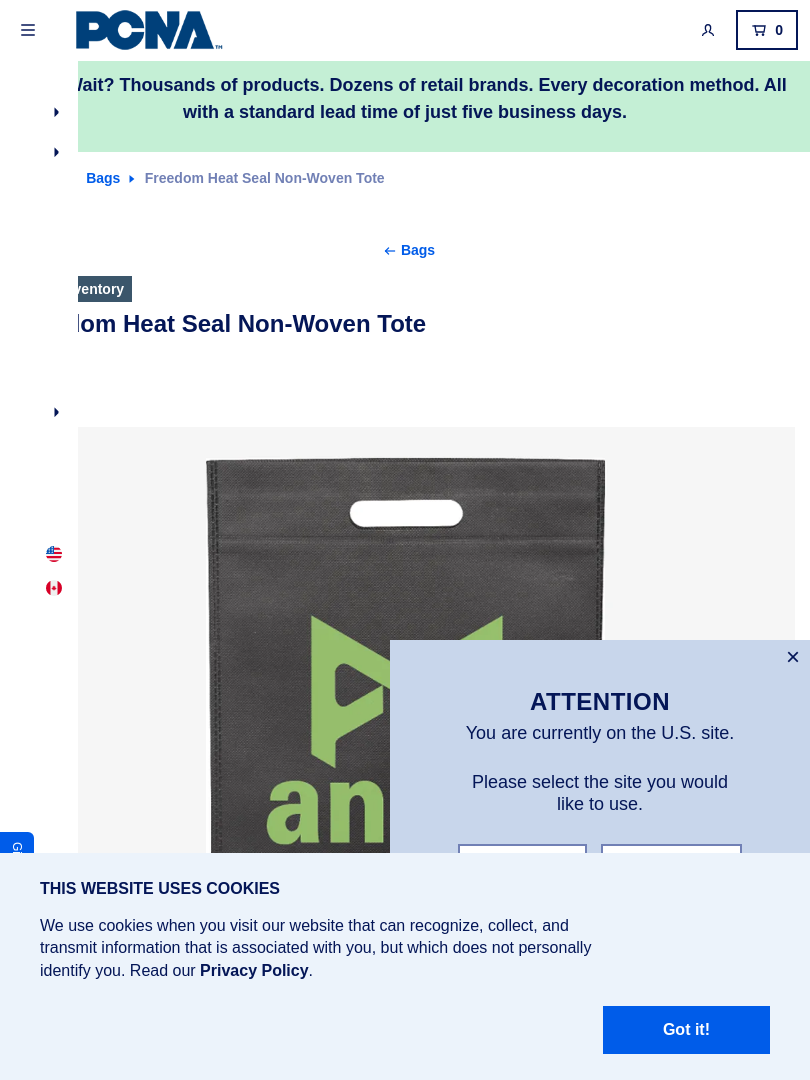 PCNA™
0
Wait? Thousands of products. Dozens of retail brands. Every decoration method. All
with a standard lead time of just five business days.
Bags
Freedom Heat Seal Non-Woven Tote
Bags
Heat Seal Non-Woven Tote
an
×
ATTENTION
You are currently on the U.S. site.
Please select the site you would
like to use.
THIS WEBSITE USES COOKIES
We use cookies when you visit our website that can recognize, collect, and
transmit information that is associated with you, but which does not personally
identify you. Read our Privacy Policy.
Got it!